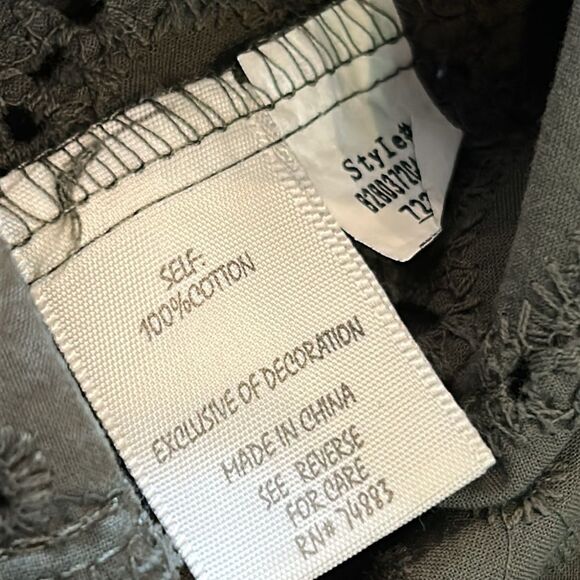 SELF:
100%COTTON
EXCLUSIVE OF DECORATION
MADE IN CHINA
SEE REVERSE
FOR CARE
RN# 74883
Style#